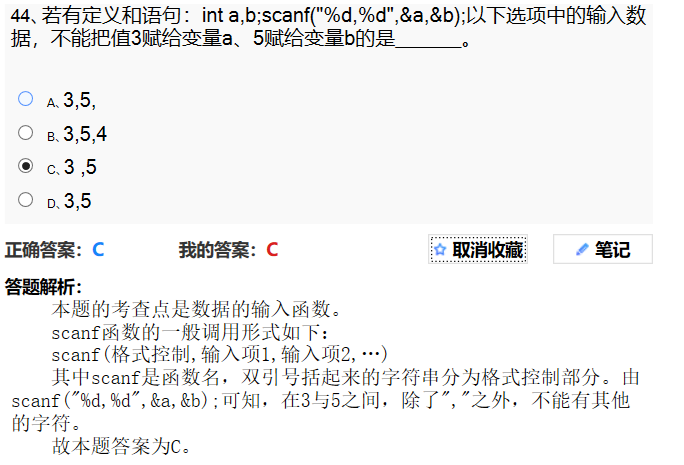 44、若有定义和语句：int a,b;scanf("%d,%d",&a,&b);以下选项中的输入数
据，不能把值3赋给变量a、5赋给变量b的是______。
A、3,5,
B、3,5,4
C、3 ,5
D、3,5
正确答案：C 我的答案：C 取消收藏 笔记
答题解析：
本题的考查点是数据的输入函数。
scanf函数的一般调用形式如下：
scanf(格式控制,输入项1,输入项2,…)
其中scanf是函数名，双引号括起来的字符串分为格式控制部分。由
scanf("%d,%d",&a,&b);可知，在3与5之间，除了","之外，不能有其他
的字符。
故本题答案为C。